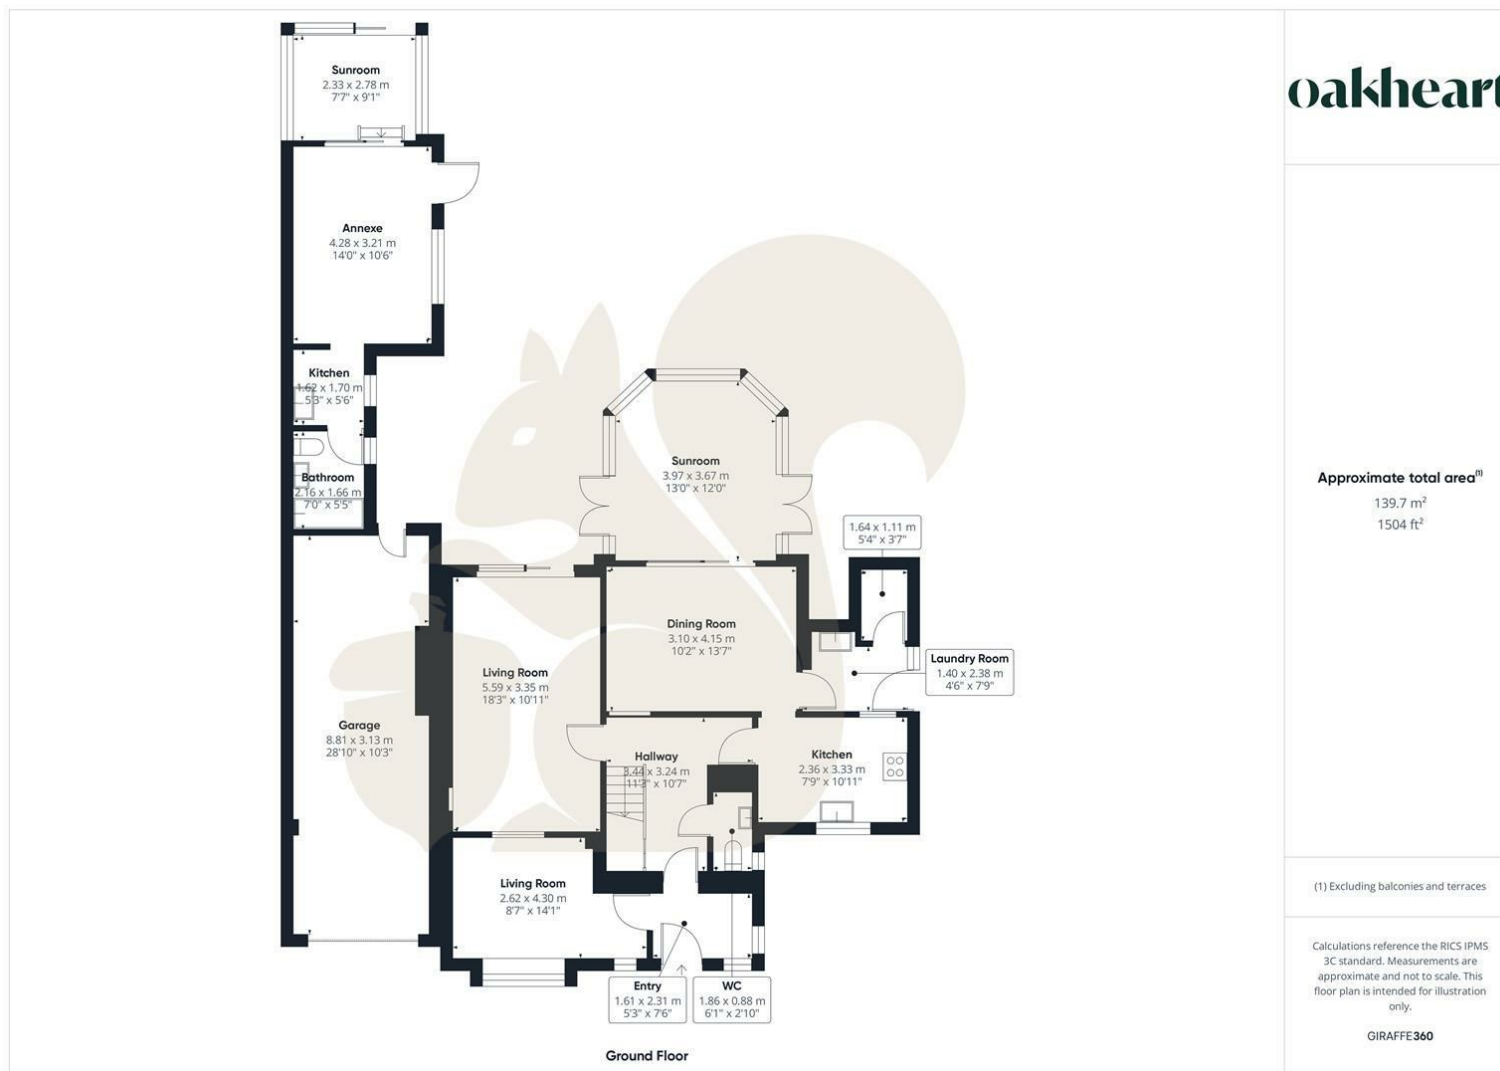 Sunroom
2.33 x 2.78 m
7'7" x 9'1"
Annexe
4.28 x 3.21 m
14'0" x 10'6"
Kitchen
1.62 x 1.70 m
5'3" x 5'6"
Bathroom
2.16 x 1.66 m
7'0" x 5'5"
Sunroom
3.97 x 3.67 m
13'0" x 12'0"
1.64 x 1.11 m
5'4" x 3'7"
Dining Room
3.10 x 4.15 m
10'2" x 13'7"
Laundry Room
1.40 x 2.38 m
4'6" x 7'9"
Living Room
5.59 x 3.35 m
18'3" x 10'11"
Garage
8.81 x 3.13 m
28'10" x 10'3"
Hallway
3.44 x 3.24 m
11'3" x 10'7"
Kitchen
2.36 x 3.33 m
7'9" x 10'11"
Living Room
2.62 x 4.30 m
8'7" x 14'1"
Entry
1.61 x 2.31 m
5'3" x 7'6"
WC
1.86 x 0.88 m
6'1" x 2'10"
Ground Floor
oakheart
Approximate total area(1)
139.7 m²
1504 ft²
(1) Excluding balconies and terraces
Calculations reference the RICS IPMS
3C standard. Measurements are
approximate and not to scale. This
floor plan is intended for illustration
only.
GIRAFFE360